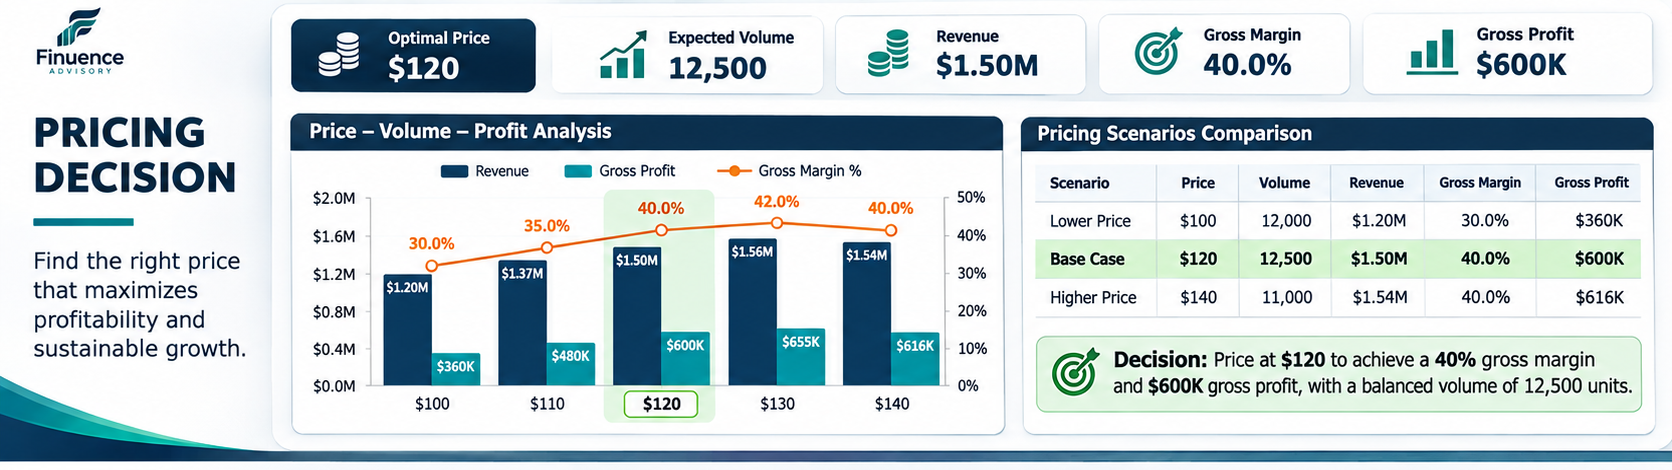 Finuence
ADVISORY
PRICING
DECISION
Find the right price
that maximizes
profitability and
sustainable growth.
Optimal Price
$120
Expected Volume
12,500
Revenue
$1.50M
Gross Margin
40.0%
Gross Profit
$600K
Price – Volume – Profit Analysis
Revenue Gross Profit Gross Margin %
$2.0M
$1.6M
$1.2M
$0.8M
$0.4M
$0.0M
30.0% 35.0% 40.0% 42.0% 40.0%
$1.20M $1.37M $1.50M $1.56M $1.54M
$360K $480K $600K $655K $616K
50%
40%
30%
20%
10%
0%
$100 $110 $120 $130 $140
Pricing Scenarios Comparison
Scenario Price Volume Revenue Gross Margin Gross Profit
Lower Price $100 12,000 $1.20M 30.0% $360K
Base Case $120 12,500 $1.50M 40.0% $600K
Higher Price $140 11,000 $1.54M 40.0% $616K
Decision: Price at $120 to achieve a 40% gross margin
and $600K gross profit, with a balanced volume of 12,500 units.